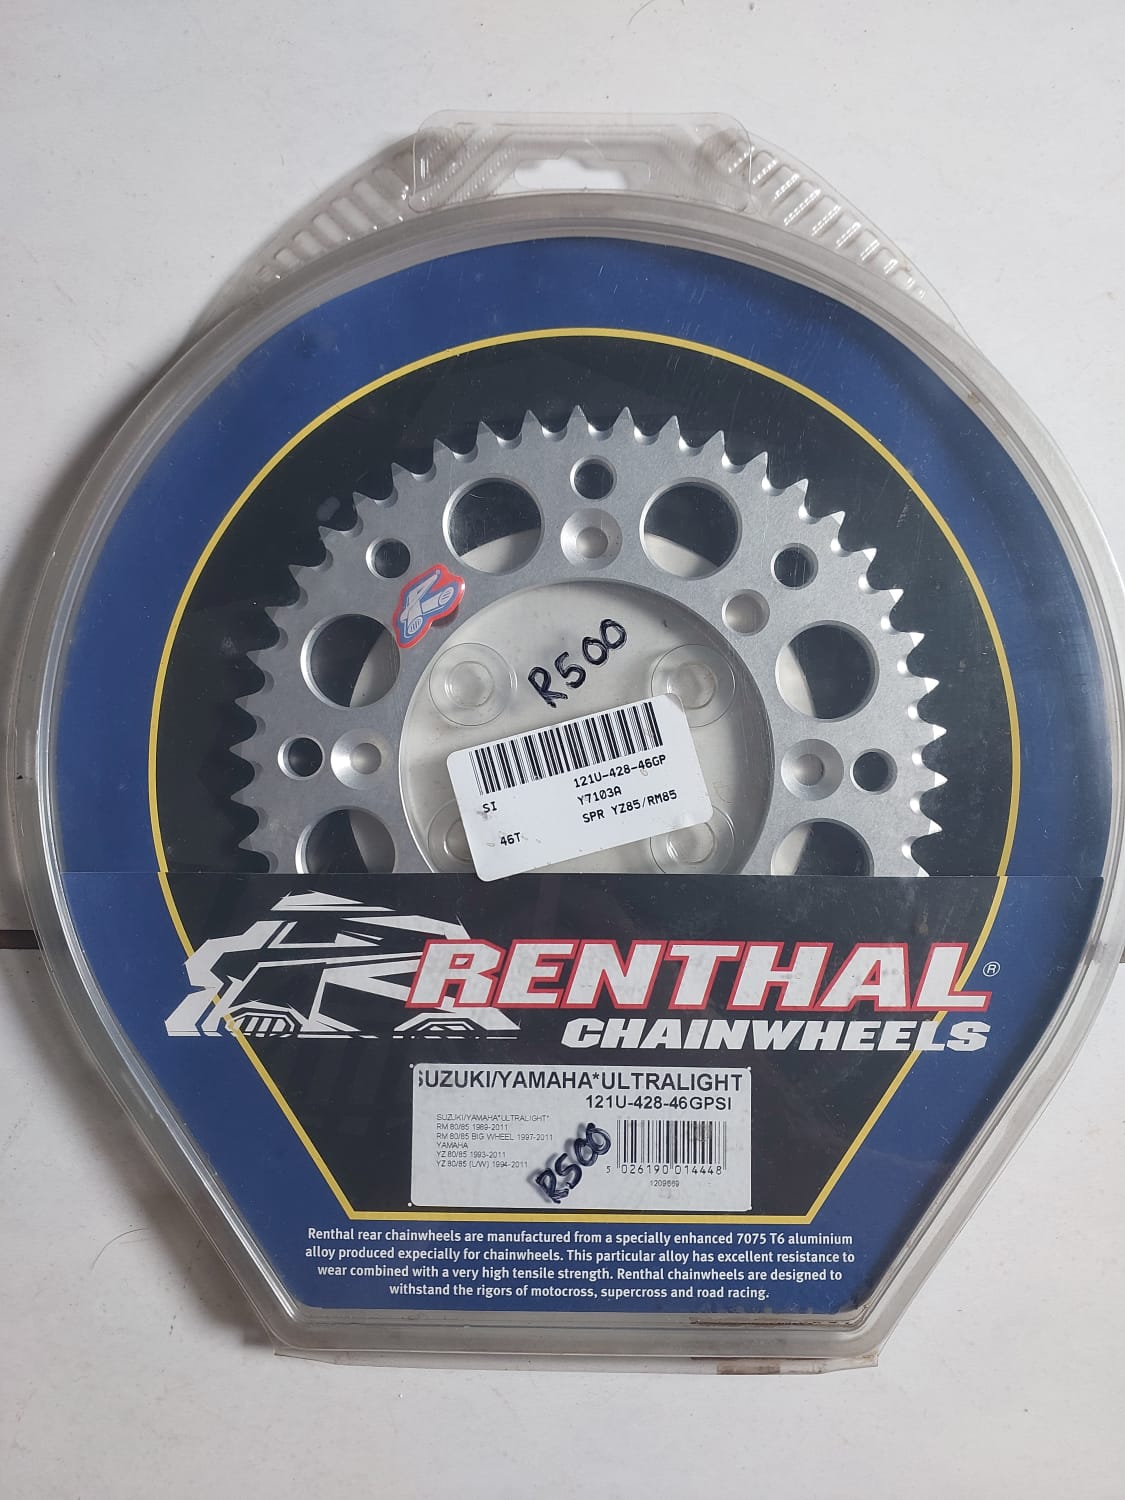 R500
121U-428-46GP
SI
Y7103A
SPR YZ85/RM85
46T
RENTHAL®
CHAINWHEELS
SUZUKI/YAMAHA*ULTRALIGHT
121U-428-46GPSI
SUZUKI/YAMAHA*ULTRALIGHT*
RM 80/85 1989-2011
RM 80/85 BIG WHEEL 1997-2011
YAMAHA
YZ 80/85 1993-2011
YZ 80/85 (L/W) 1994-2011
R500
5 026190 014448
1209669
Renthal rear chainwheels are manufactured from a specially enhanced 7075 T6 aluminium
alloy produced expecially for chainwheels. This particular alloy has excellent resistance to
wear combined with a very high tensile strength. Renthal chainwheels are designed to
withstand the rigors of motocross, supercross and road racing.